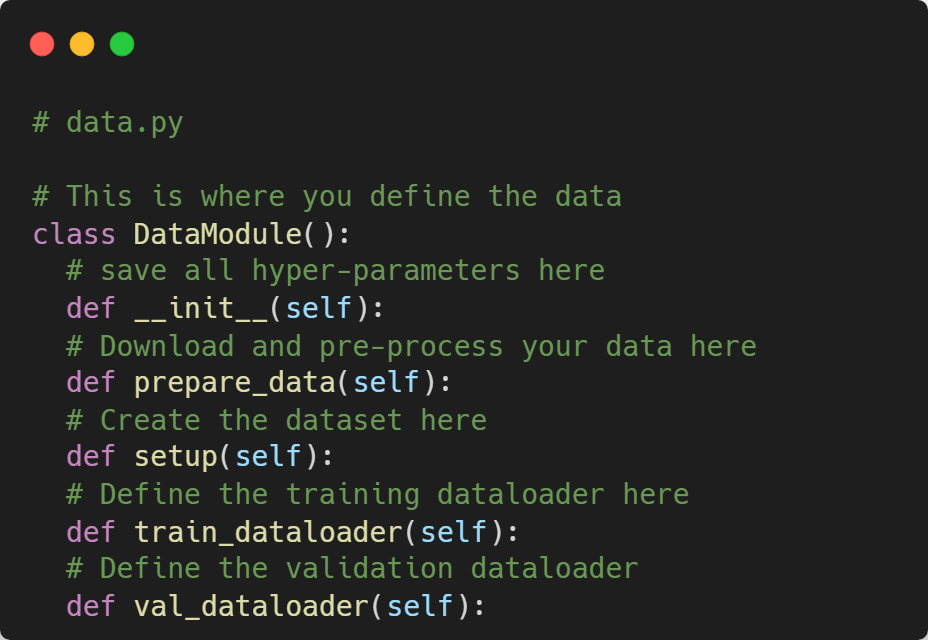 # data.py
# This is where you define the data
class DataModule():
  # save all hyper-parameters here
  def __init__(self):
  # Download and pre-process your data here
  def prepare_data(self):
  # Create the dataset here
  def setup(self):
  # Define the training dataloader here
  def train_dataloader(self):
  # Define the validation dataloader
  def val_dataloader(self):